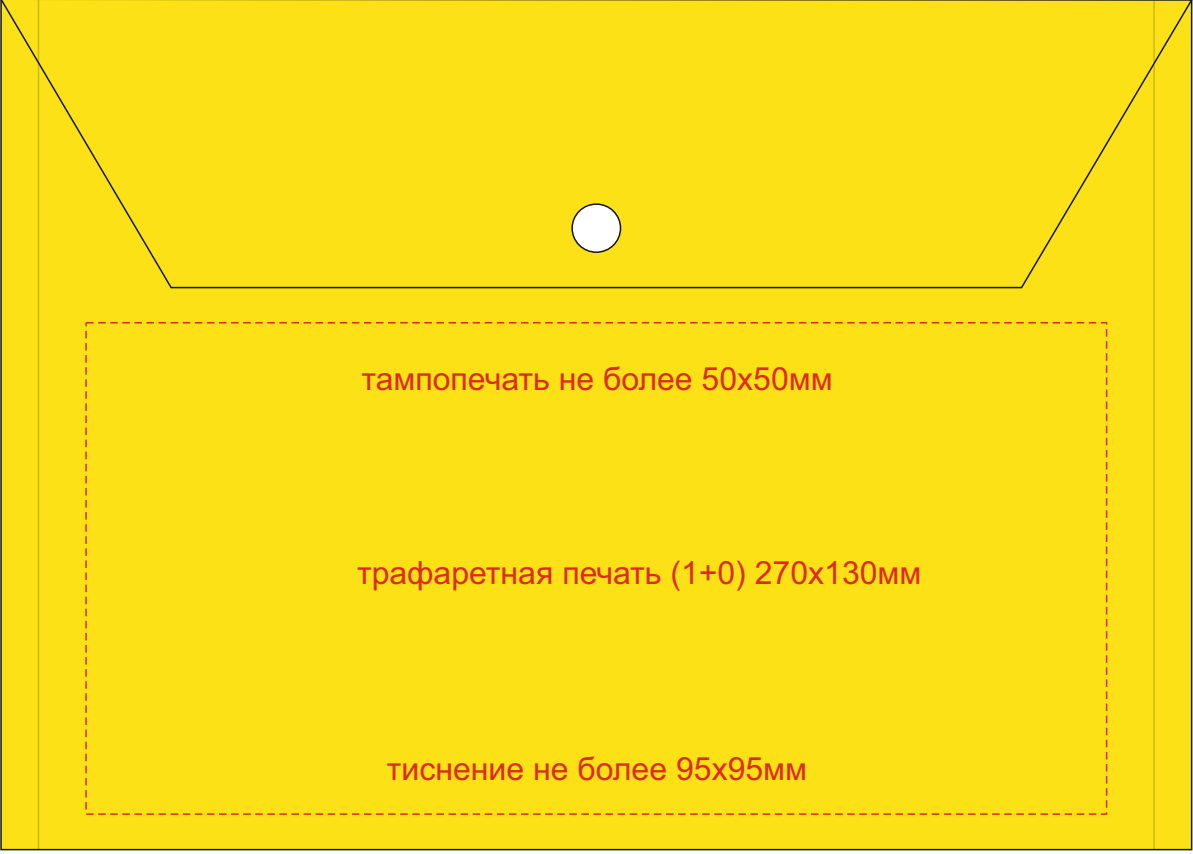 тампопечать не более 50х50мм
трафаретная печать (1+0) 270х130мм
тиснение не более 95х95мм